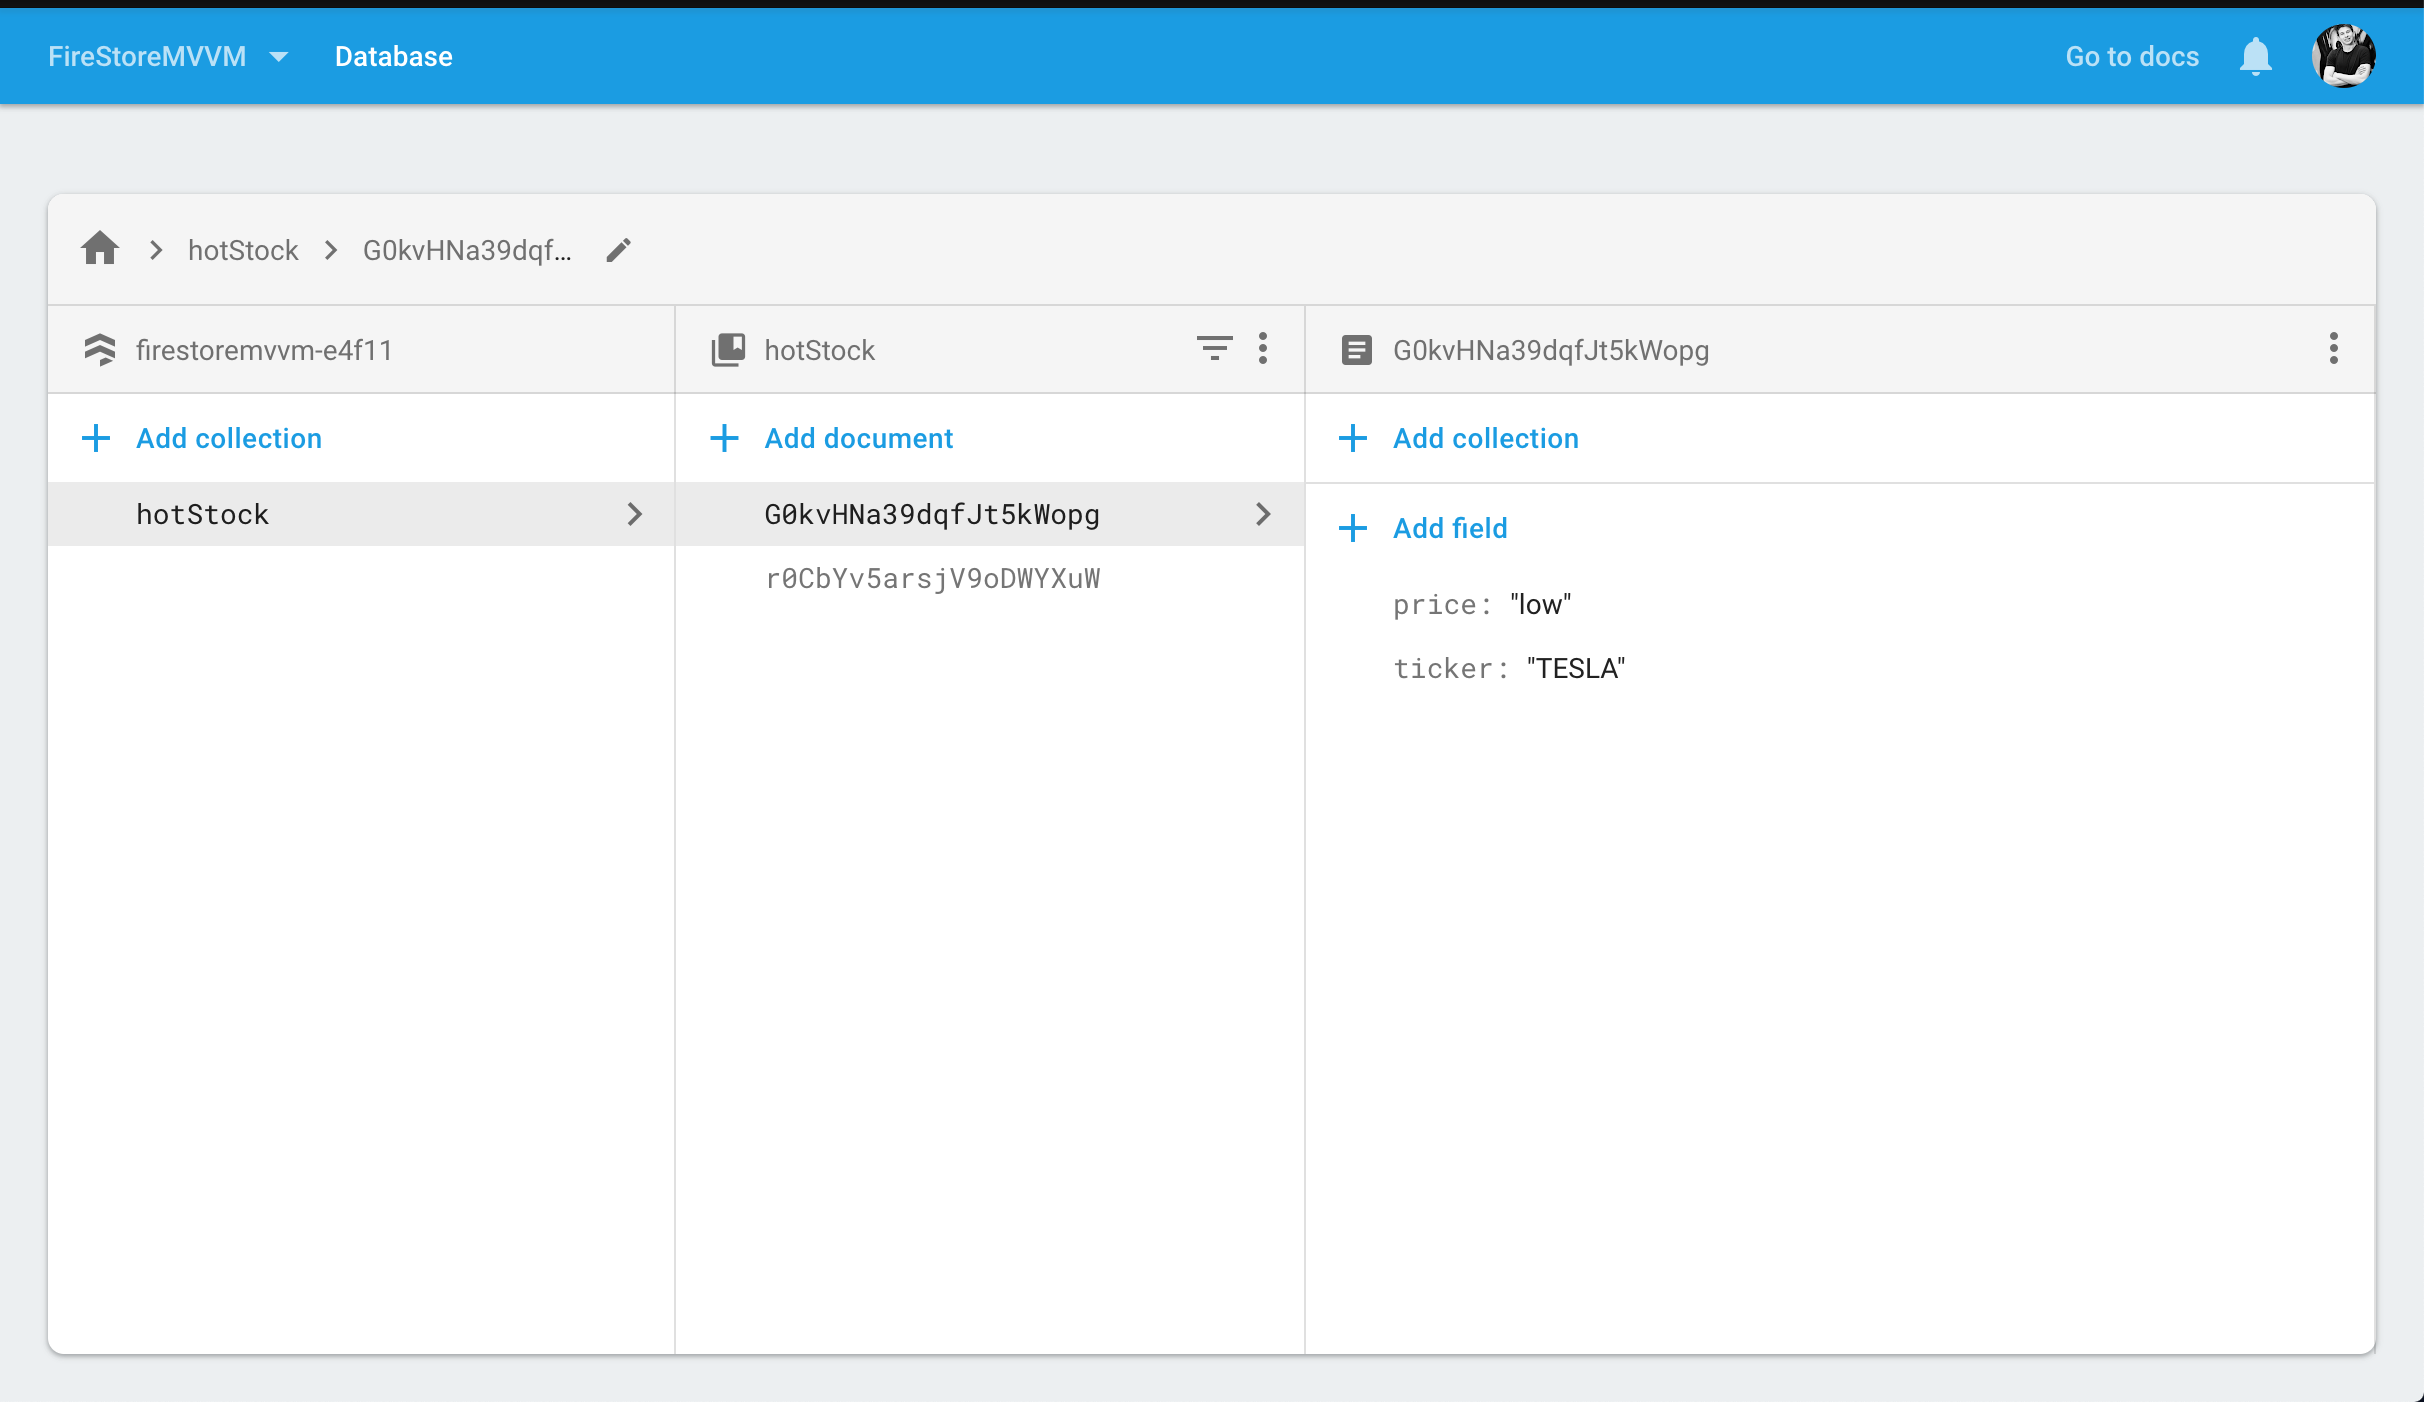 FireStoreMVVM Database Go to docs
hotStock G0kvHNa39dqf...
firestoremvvm-e4f11 hotStock G0kvHNa39dqfJt5kWopg
Add collection Add document Add collection
hotStock G0kvHNa39dqfJt5kWopg Add field
r0CbYv5arsjV9oDWYXuW
price: "low"
ticker: "TESLA"